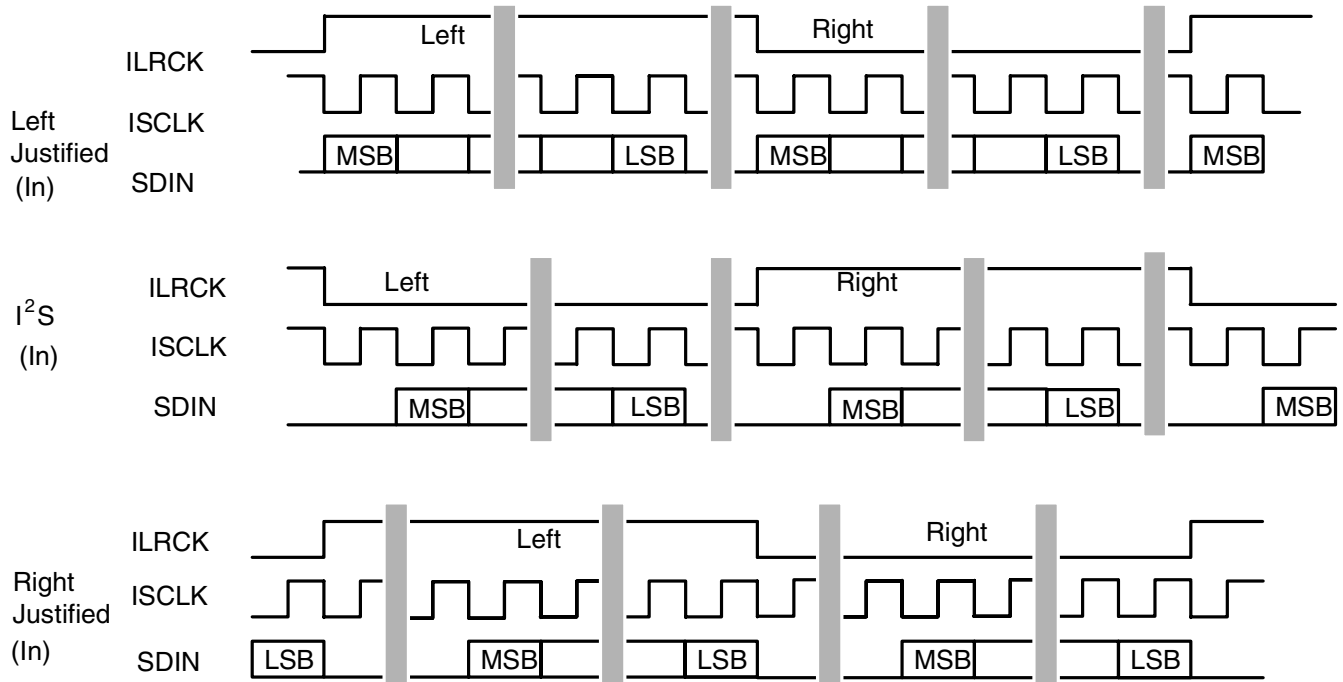 Left Right
ILRCK
ISCLK
Left
Justified
(In)
MSB LSB MSB LSB MSB
SDIN
Left Right
ILRCK
I²S
(In)
ISCLK
SDIN MSB LSB MSB LSB MSB
ILRCK Left Right
Right
Justified
(In)
ISCLK
SDIN LSB MSB LSB MSB LSB